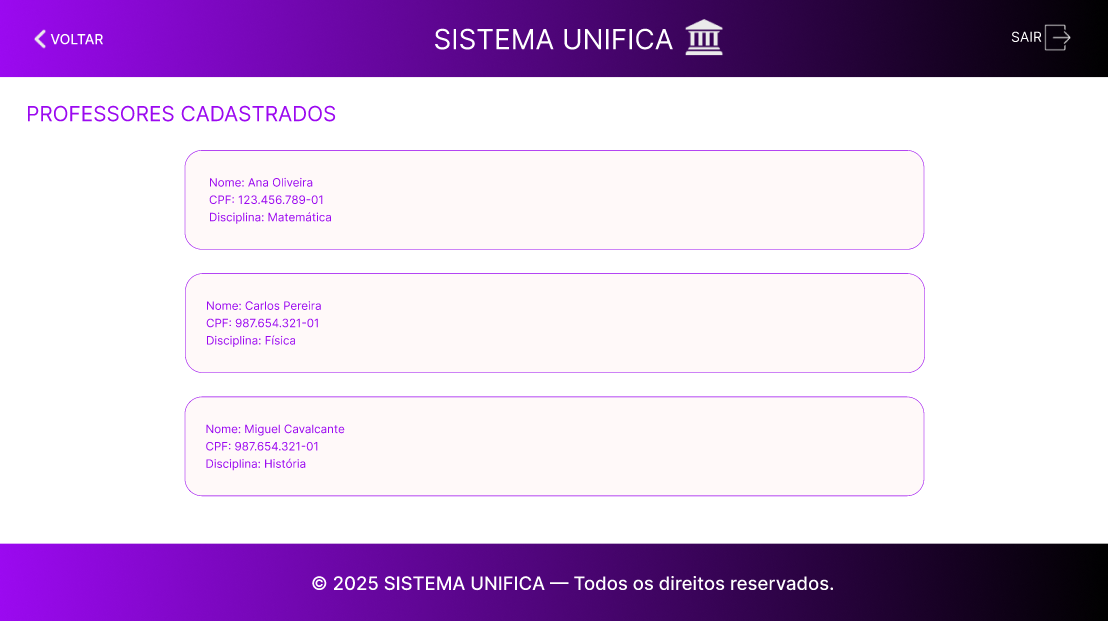 VOLTAR
SISTEMA UNIFICA
SAIR
PROFESSORES CADASTRADOS
Nome: Ana Oliveira
CPF: 123.456.789-01
Disciplina: Matemática
Nome: Carlos Pereira
CPF: 987.654.321-01
Disciplina: Física
Nome: Miguel Cavalcante
CPF: 987.654.321-01
Disciplina: História
© 2025 SISTEMA UNIFICA — Todos os direitos reservados.